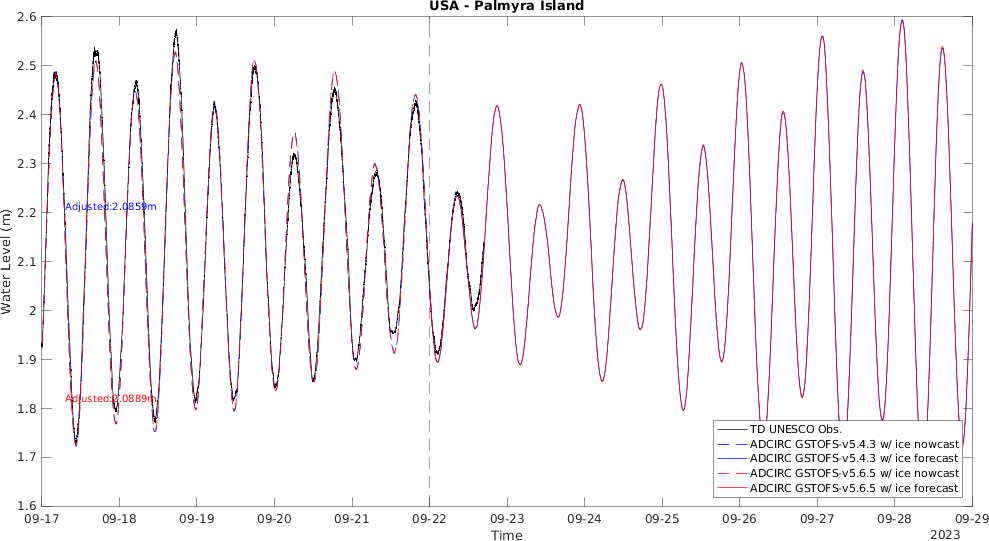 USA - Palmyra Island
2.6
2.5
2.4
2.3
2.2
2.1
2
1.9
1.8
1.7
1.6
Water Level (m)
Adjusted:2.0859m
Adjusted:2.0889m
TD UNESCO Obs.
ADCIRC GSTOFS-v5.4.3 w/ ice nowcast
ADCIRC GSTOFS-v5.4.3 w/ ice forecast
ADCIRC GSTOFS-v5.6.5 w/ ice nowcast
ADCIRC GSTOFS-v5.6.5 w/ ice forecast
09-17 09-18 09-19 09-20 09-21 09-22 09-23 09-24 09-25 09-26 09-27 09-28 09-29
Time
2023